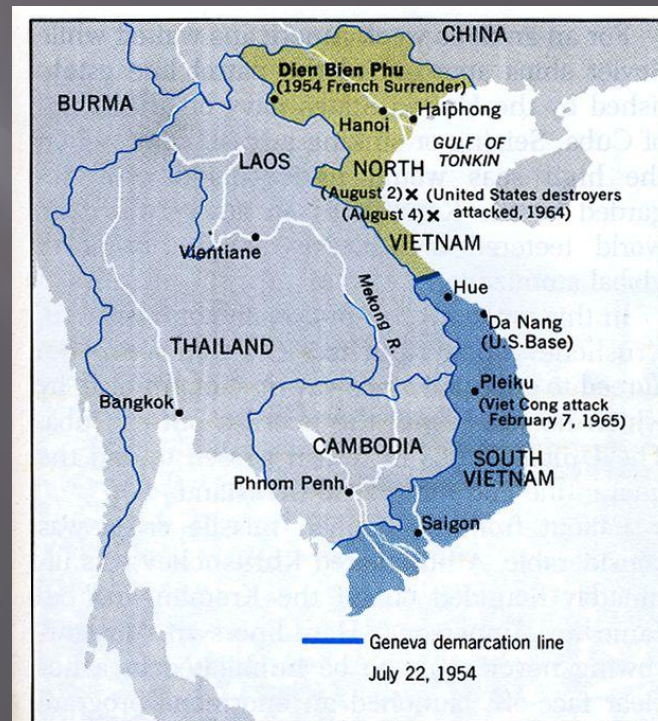 CHINA
Dien Bien Phu
(1954 French Surrender)
BURMA
Haiphong
Hanoi
LAOS
GULF OF
TONKIN
NORTH
(August 2) x (United States destroyers
(August 4) x attacked, 1964)
VIETNAM
Vientiane
Hue
Mekong R.
Da Nang
(U.S.Base)
THAILAND
Pleiku
(Viet Cong attack
February 7, 1965)
Bangkok
CAMBODIA
SOUTH
VIETNAM
Phnom Penh
Saigon
Geneva demarcation line
July 22, 1954